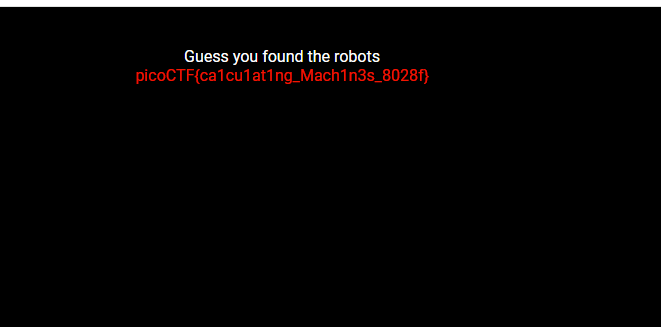 Guess you found the robots
picoCTF{ca1cu1at1ng_Mach1n3s_8028f}